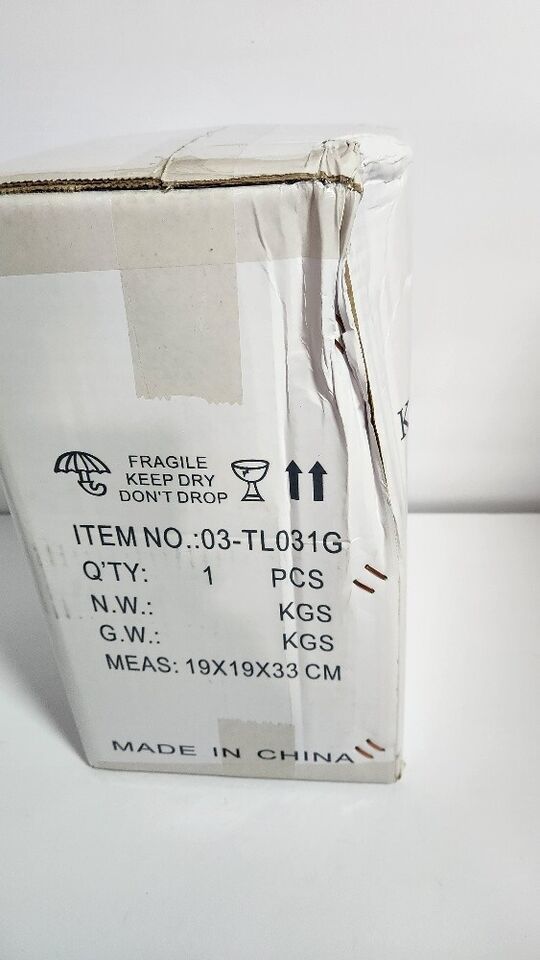 FRAGILE
KEEP DRY
DON'T DROP
ITEM NO.:03-TL031G
Q'TY: 1 PCS
N.W.: KGS
G.W.: KGS
MEAS: 19X19X33 CM
MADE IN CHINA